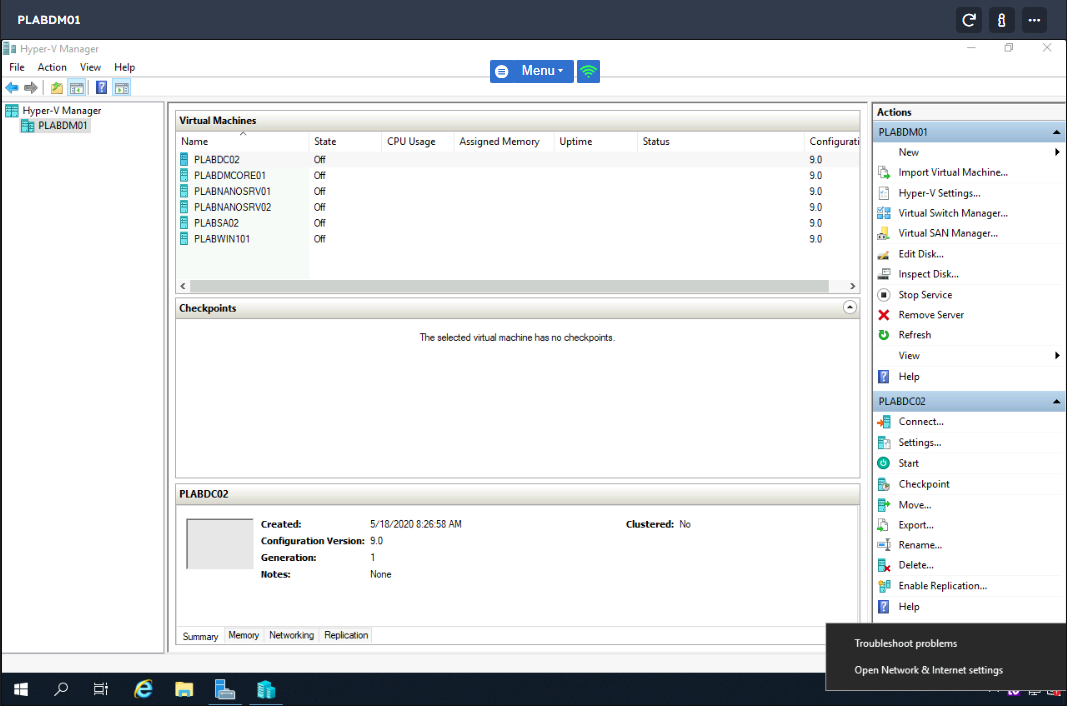 PLABDM01
Hyper-V Manager
File Action View Help
Menu
Hyper-V Manager
PLABDM01
Virtual Machines
Name State CPU Usage Assigned Memory Uptime Status Configurati
PLABDC02 Off 9.0
PLABDMCORE01 Off 9.0
PLABNANOSRV01 Off 9.0
PLABNANOSRV02 Off 9.0
PLABSA02 Off 9.0
PLABWIN101 Off 9.0
Checkpoints
The selected virtual machine has no checkpoints.
PLABDC02
Created: 5/18/2020 8:26:58 AM Clustered: No
Configuration Version: 9.0
Generation: 1
Notes: None
Summary Memory Networking Replication
Actions
PLABDM01
New
Import Virtual Machine...
Hyper-V Settings...
Virtual Switch Manager...
Virtual SAN Manager...
Edit Disk...
Inspect Disk...
Stop Service
Remove Server
Refresh
View
Help
PLABDC02
Connect...
Settings...
Start
Checkpoint
Move...
Export...
Rename...
Delete...
Enable Replication...
Help
Troubleshoot problems
Open Network & Internet settings